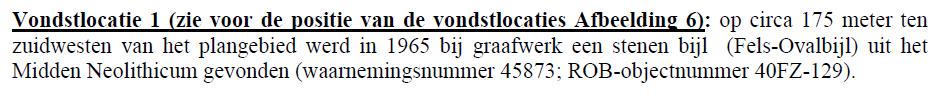 Vondstlocatie 1 (zie voor de positie van de vondstlocaties Afbeelding 6): op circa 175 meter ten
zuidwesten van het plangebied werd in 1965 bij graafwerk een stenen bijl (Fels-Ovalbijl) uit het
Midden Neolithicum gevonden (waarnemingsnummer 45873; ROB-objectnummer 40FZ-129).